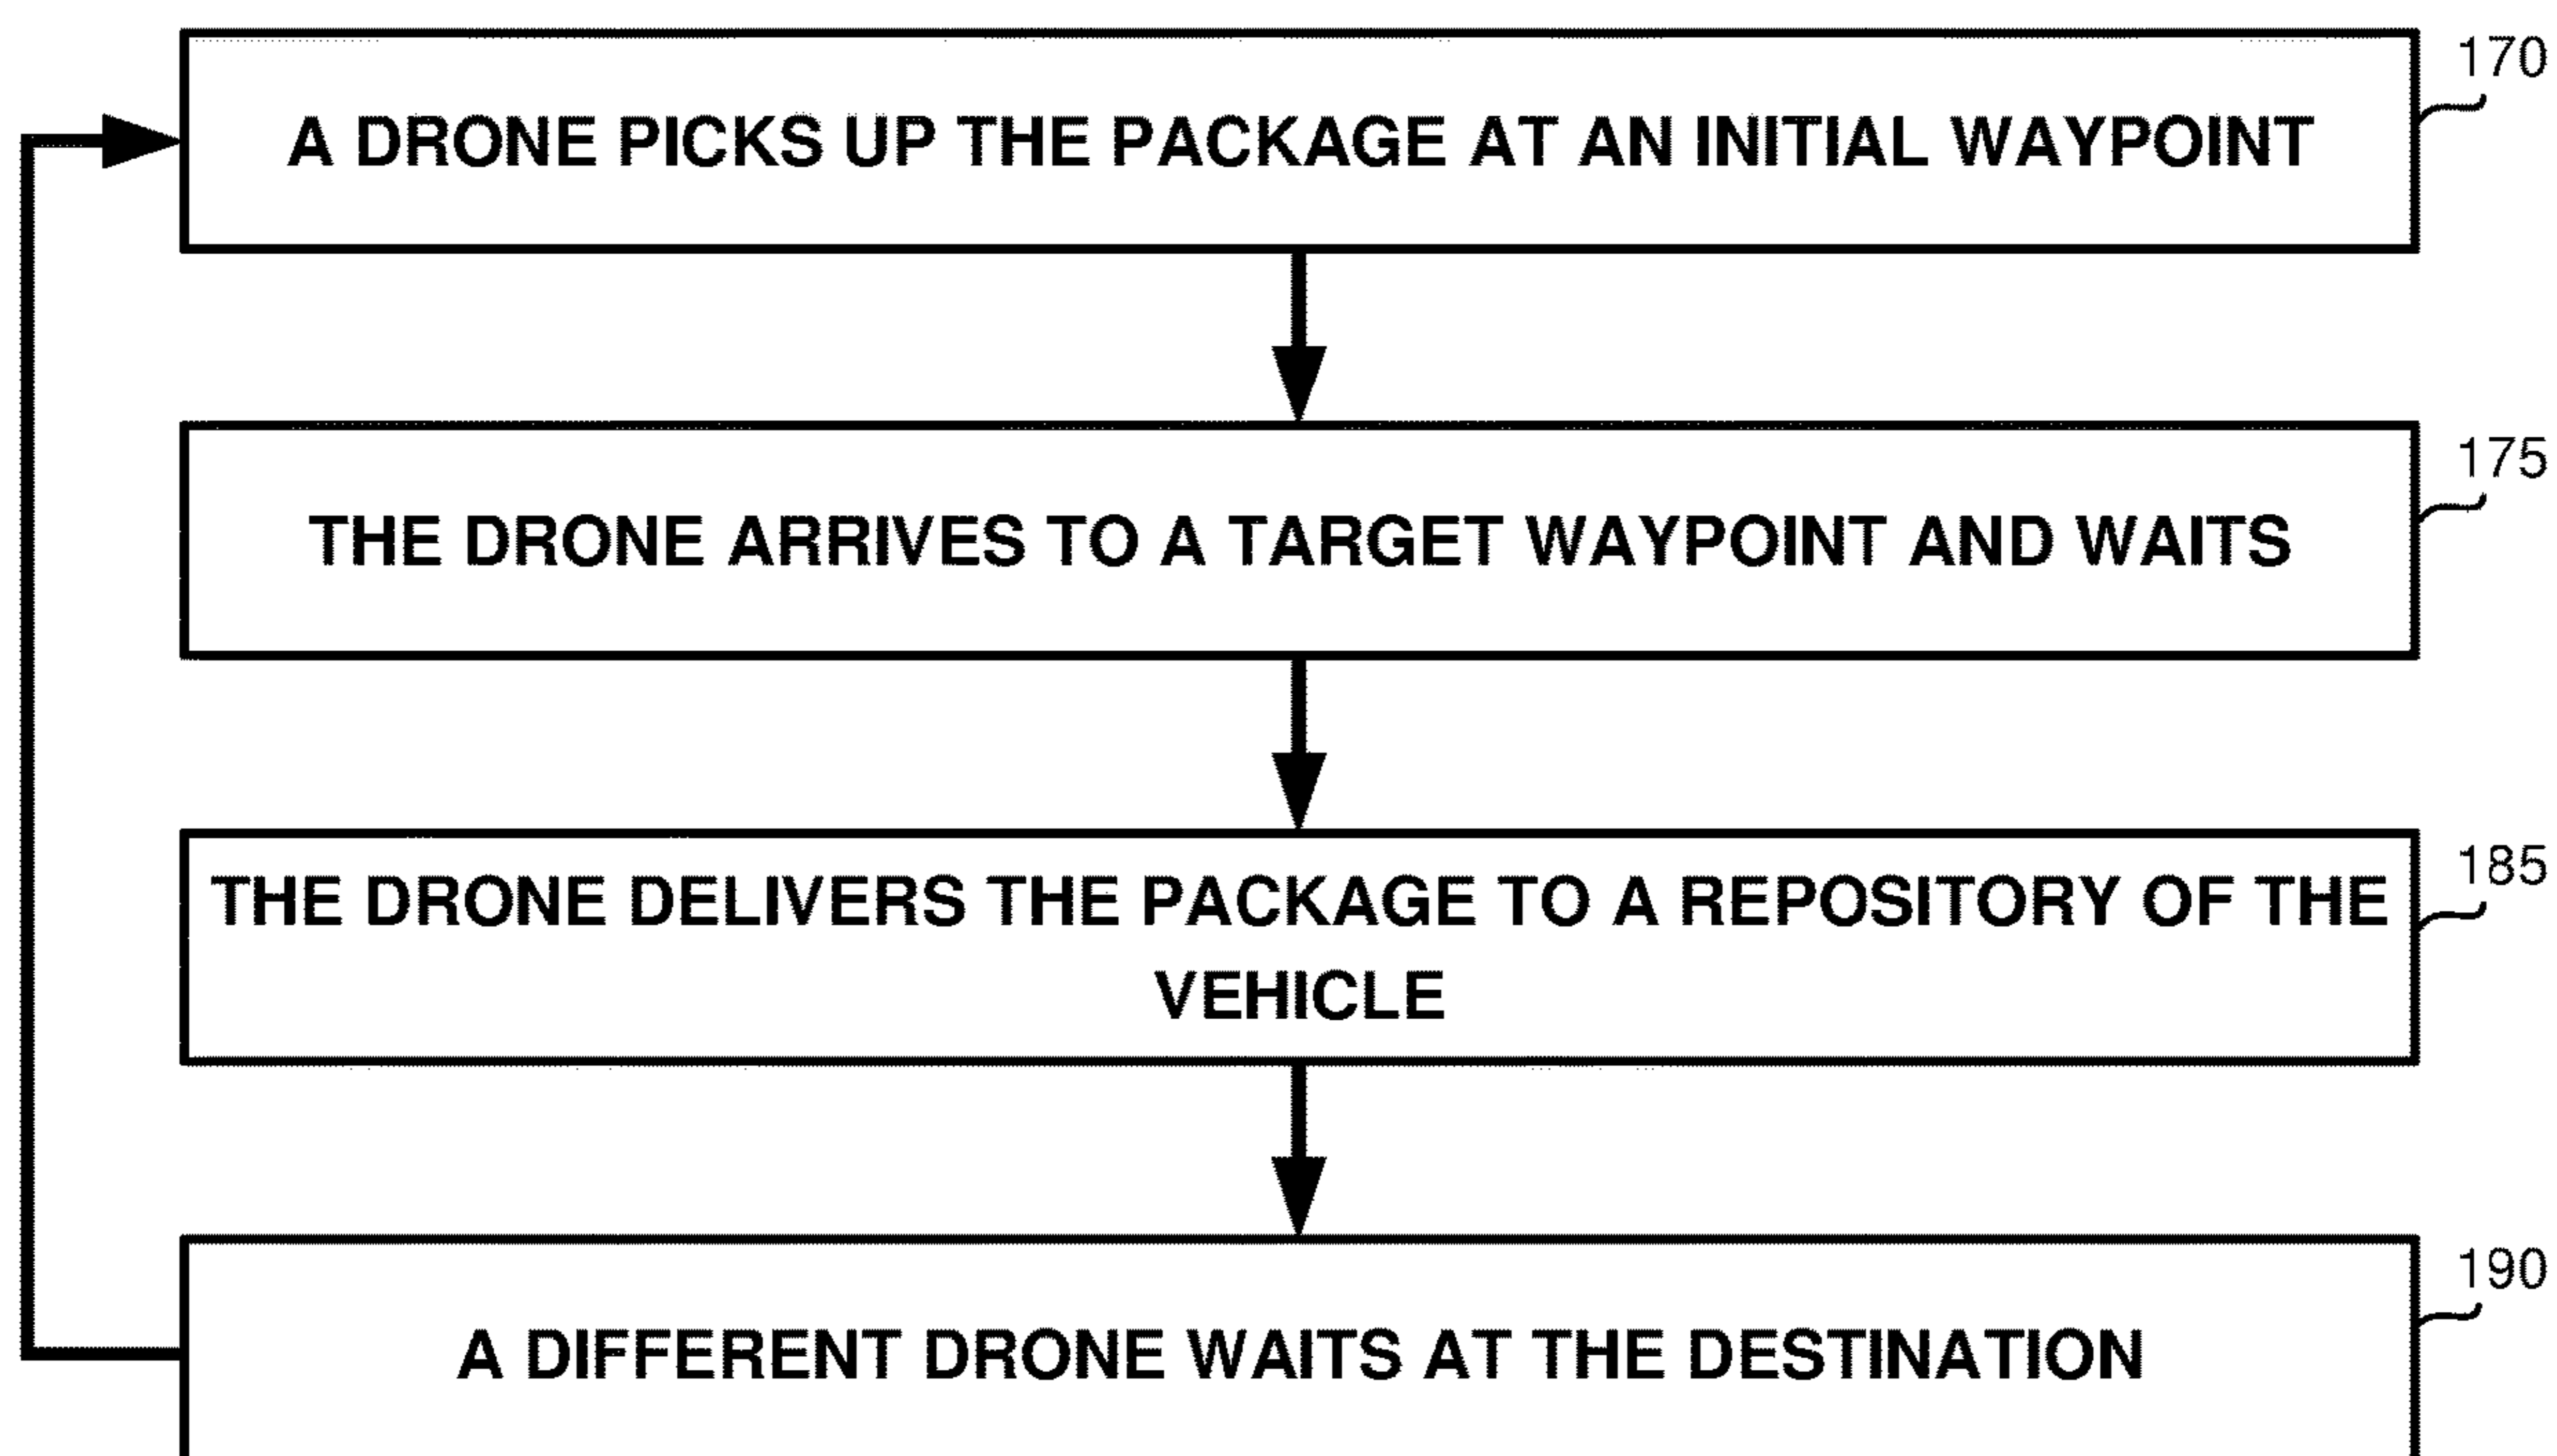 170
A DRONE PICKS UP THE PACKAGE AT AN INITIAL WAYPOINT
175
THE DRONE ARRIVES TO A TARGET WAYPOINT AND WAITS
185
THE DRONE DELIVERS THE PACKAGE TO A REPOSITORY OF THE
VEHICLE
190
A DIFFERENT DRONE WAITS AT THE DESTINATION